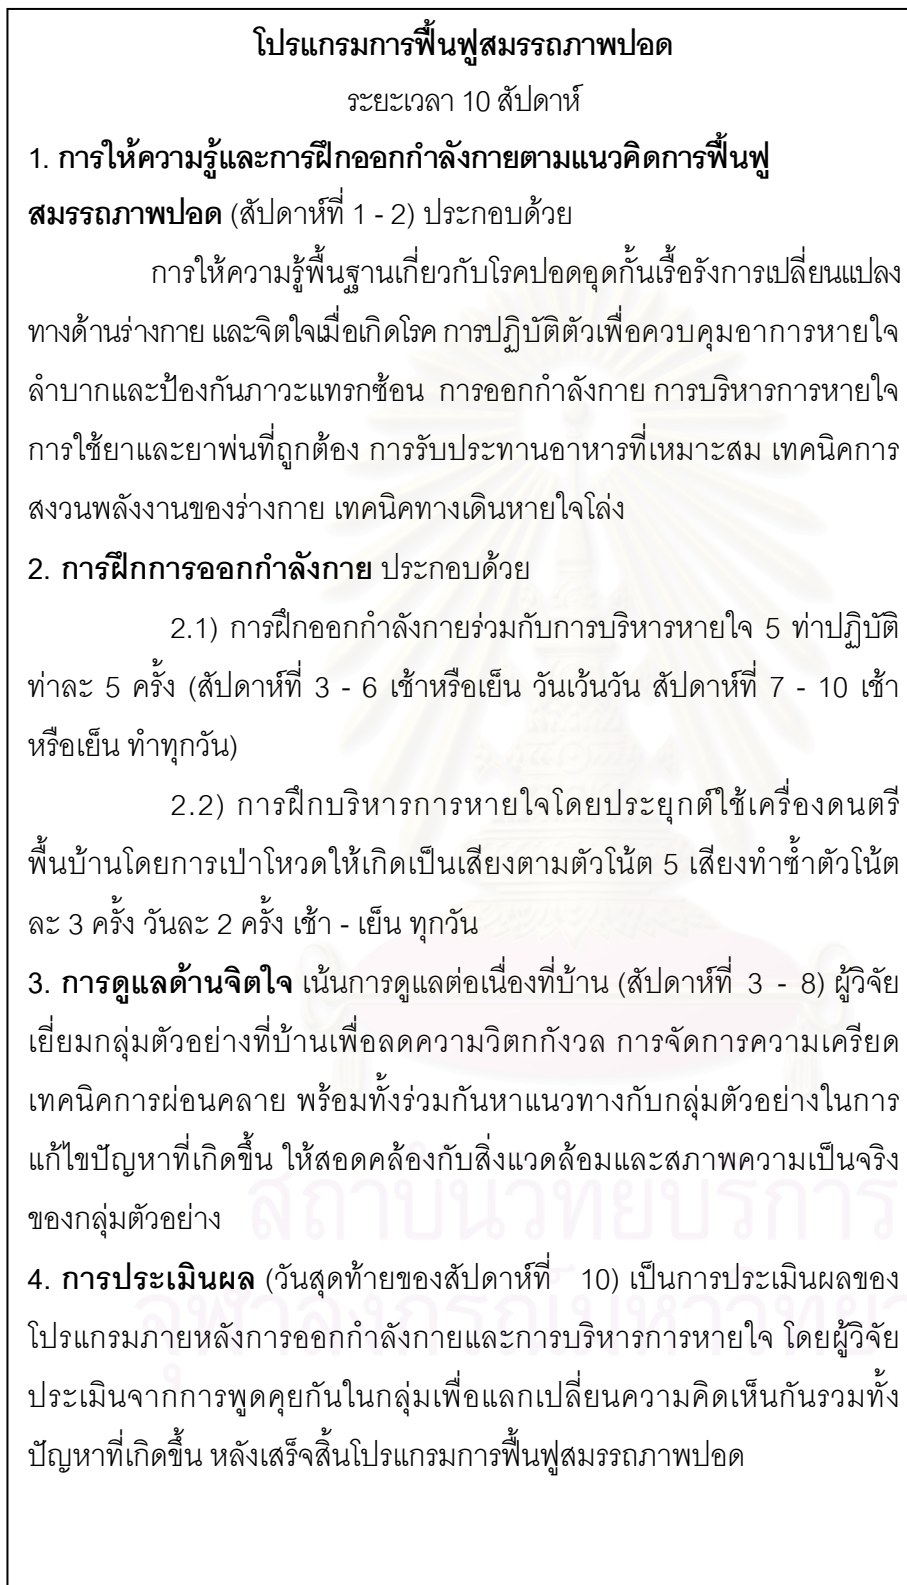 โปรแกรมการฟื้นฟูสมรรถภาพปอด
ระยะเวลา 10 สัปดาห์
1. การให้ความรู้และการฝึกออกกำลังกายตามแนวคิดการฟื้นฟู
สมรรถภาพปอด (สัปดาห์ที่ 1 - 2) ประกอบด้วย
การให้ความรู้พื้นฐานเกี่ยวกับโรคปอดอุดกั้นเรื้อรังการเปลี่ยนแปลง
ทางด้านร่างกาย และจิตใจเมื่อเกิดโรค การปฏิบัติตัวเพื่อควบคุมอาการหายใจ
ลำบากและป้องกันภาวะแทรกซ้อน การออกกำลังกาย การบริหารการหายใจ
การใช้ยาและยาพ่นที่ถูกต้อง การรับประทานอาหารที่เหมาะสม เทคนิคการ
สงวนพลังงานของร่างกาย เทคนิคทางเดินหายใจโล่ง
2. การฝึกการออกกำลังกาย ประกอบด้วย
2.1) การฝึกออกกำลังกายร่วมกับการบริหารหายใจ 5 ท่าปฏิบัติ
ท่าละ 5 ครั้ง (สัปดาห์ที่ 3 - 6 เช้าหรือเย็น วันเว้นวัน สัปดาห์ที่ 7 - 10 เช้า
หรือเย็น ทำทุกวัน)
2.2) การฝึกบริหารการหายใจโดยประยุกต์ใช้เครื่องดนตรี
พื้นบ้านโดยการเป่าโหวดให้เกิดเป็นเสียงตามตัวโน้ต 5 เสียงทำซ้ำตัวโน้ต
ละ 3 ครั้ง วันละ 2 ครั้ง เช้า - เย็น ทุกวัน
3. การดูแลด้านจิตใจ เน้นการดูแลต่อเนื่องที่บ้าน (สัปดาห์ที่ 3 - 8) ผู้วิจัย
เยี่ยมกลุ่มตัวอย่างที่บ้านเพื่อลดความวิตกกังวล การจัดการความเครียด
เทคนิคการผ่อนคลาย พร้อมทั้งร่วมกันหาแนวทางกับกลุ่มตัวอย่างในการ
แก้ไขปัญหาที่เกิดขึ้น ให้สอดคล้องกับสิ่งแวดล้อมและสภาพความเป็นจริง
ของกลุ่มตัวอย่าง
สถาบันวิทยบริการ
4. การประเมินผล (วันสุดท้ายของสัปดาห์ที่ 10) เป็นการประเมินผลของ
โปรแกรมภายหลังการออกกำลังกายและการบริหารการหายใจ โดยผู้วิจัย
ประเมินจากการพูดคุยกันในกลุ่มเพื่อแลกเปลี่ยนความคิดเห็นกันรวมทั้ง
ปัญหาที่เกิดขึ้น หลังเสร็จสิ้นโปรแกรมการฟื้นฟูสมรรถภาพปอด